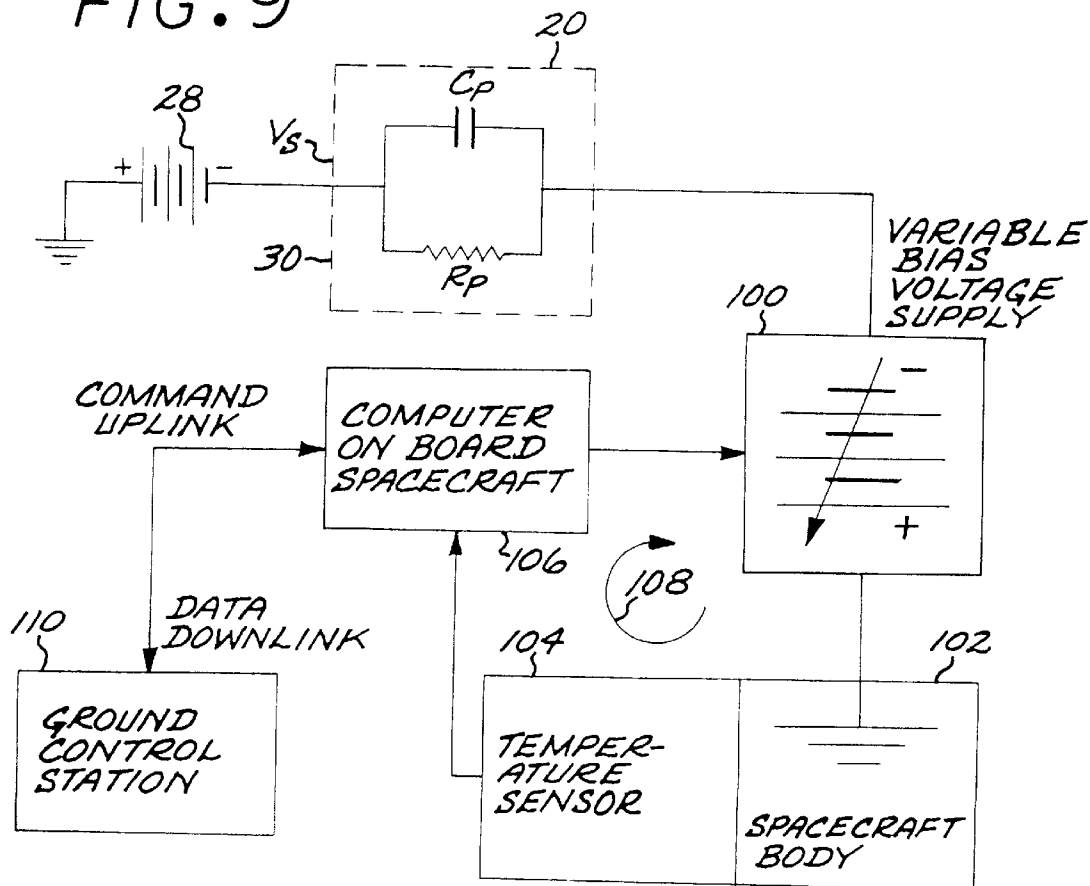 FIG. 9
20
Cp
28
Vs
+
-
30
Rp
VARIABLE
BIAS
VOLTAGE
SUPPLY
100
-
+
COMMAND
UPLINK
COMPUTER
ON BOARD
SPACECRAFT
106
108
110
DATA
DOWNLINK
104
102
GROUND
CONTROL
STATION
TEMPER-
ATURE
SENSOR
SPACECRAFT
BODY